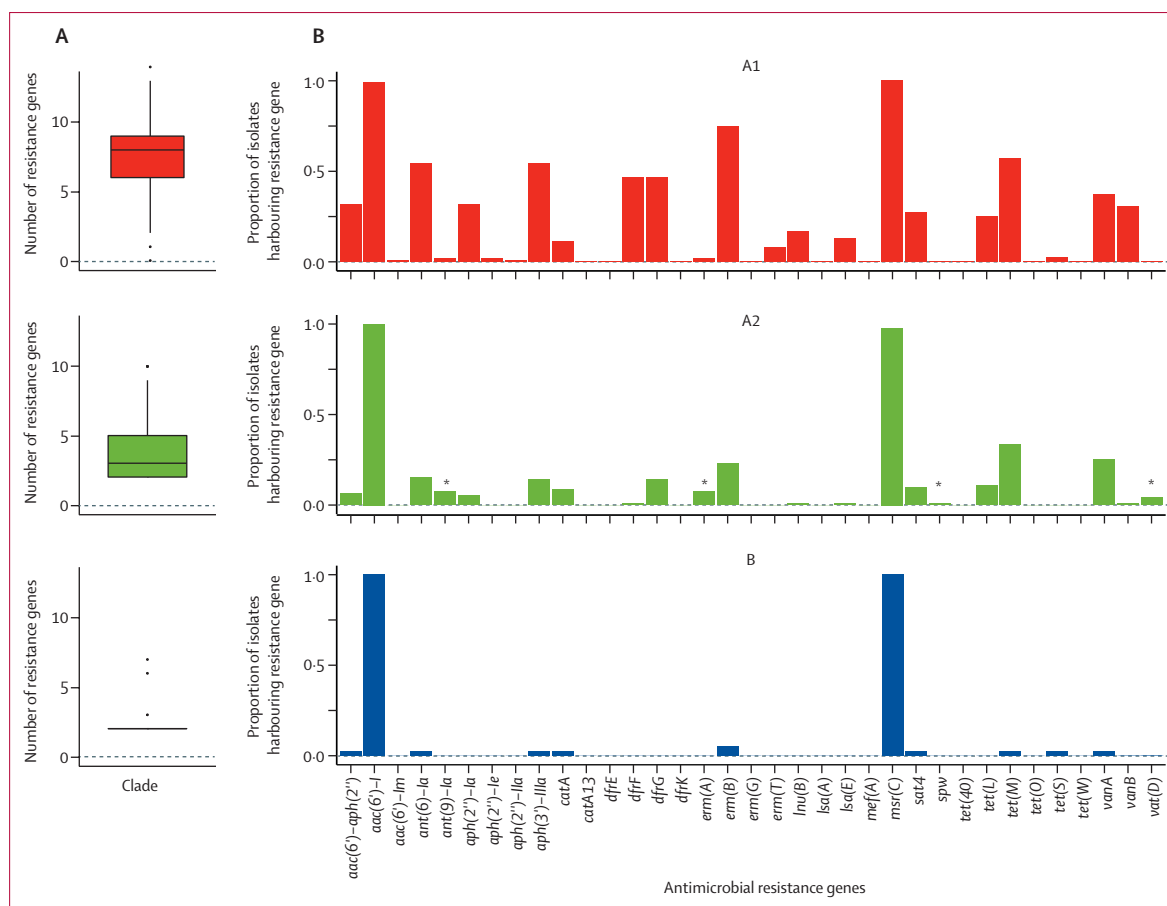 A
B
Number of resistance genes
10
5
0
Proportion of isolates
harbouring resistance gene
A1
1·0
0·5
0·0
Number of resistance genes
10
5
0
Proportion of isolates
harbouring resistance gene
A2
1·0
0·5
0·0
*
*
*
*
Number of resistance genes
10
5
0
Clade
Proportion of isolates
harbouring resistance gene
B
1·0
0·5
0·0
aac(6')–aph(2'')
aac(6')–I
aac(6')–Im
ant(6)–Ia
ant(9)–Ia
aph(2'')–Ia
aph(2'')–Ie
aph(2'')–IIa
aph(3')–IIIa
catA
catA13
dfrE
dfrF
dfrG
dfrK
erm(A)
erm(B)
erm(G)
erm(T)
lnu(B)
lsa(A)
lsa(E)
mef(A)
msr(C)
sat4
spw
tet(40)
tet(L)
tet(M)
tet(O)
tet(S)
tet(W)
vanA
vanB
vat(D)
Antimicrobial resistance genes